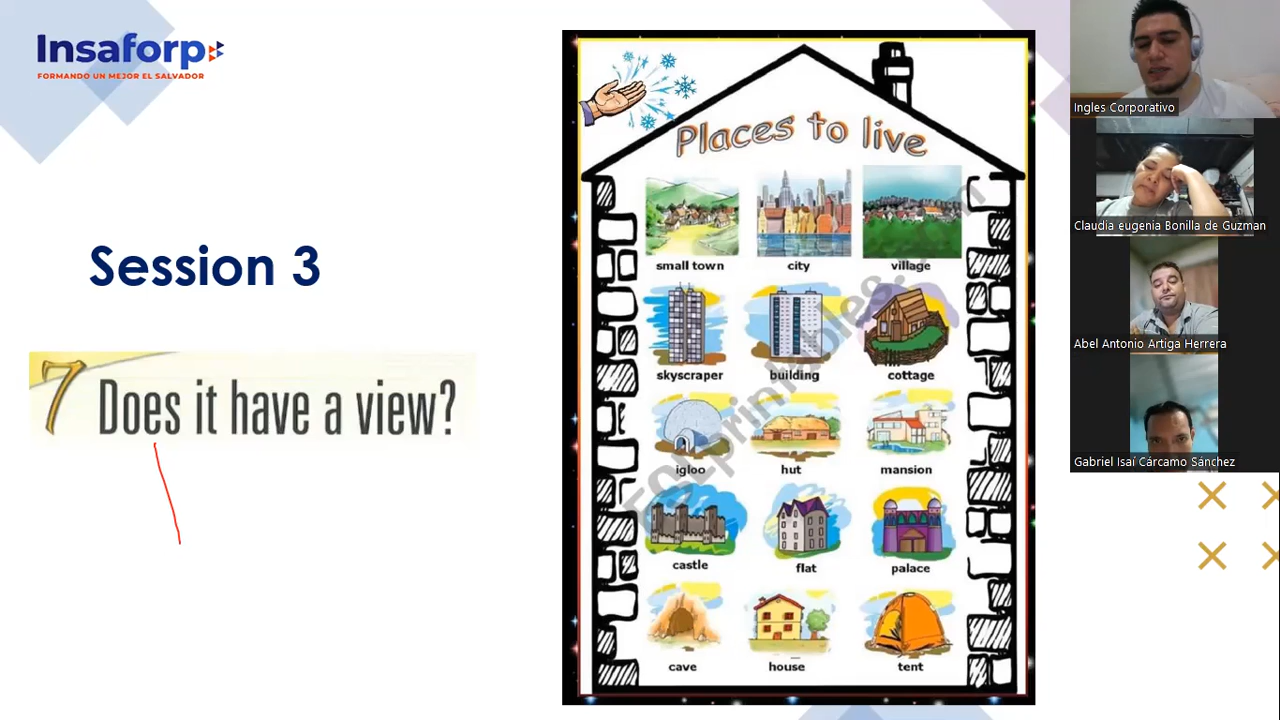 Insaforp
FORMANDO UN MEJOR EL SALVADOR
Session 3
7 Does it have a view?
Places to live
small town city village
skyscraper building cottage
igloo hut mansion
castle flat palace
cave house tent
Ingles Corporativo
Claudia eugenia Bonilla de Guzman
Abel Antonio Artiga Herrera
Gabriel Isaí Cárcamo Sánchez